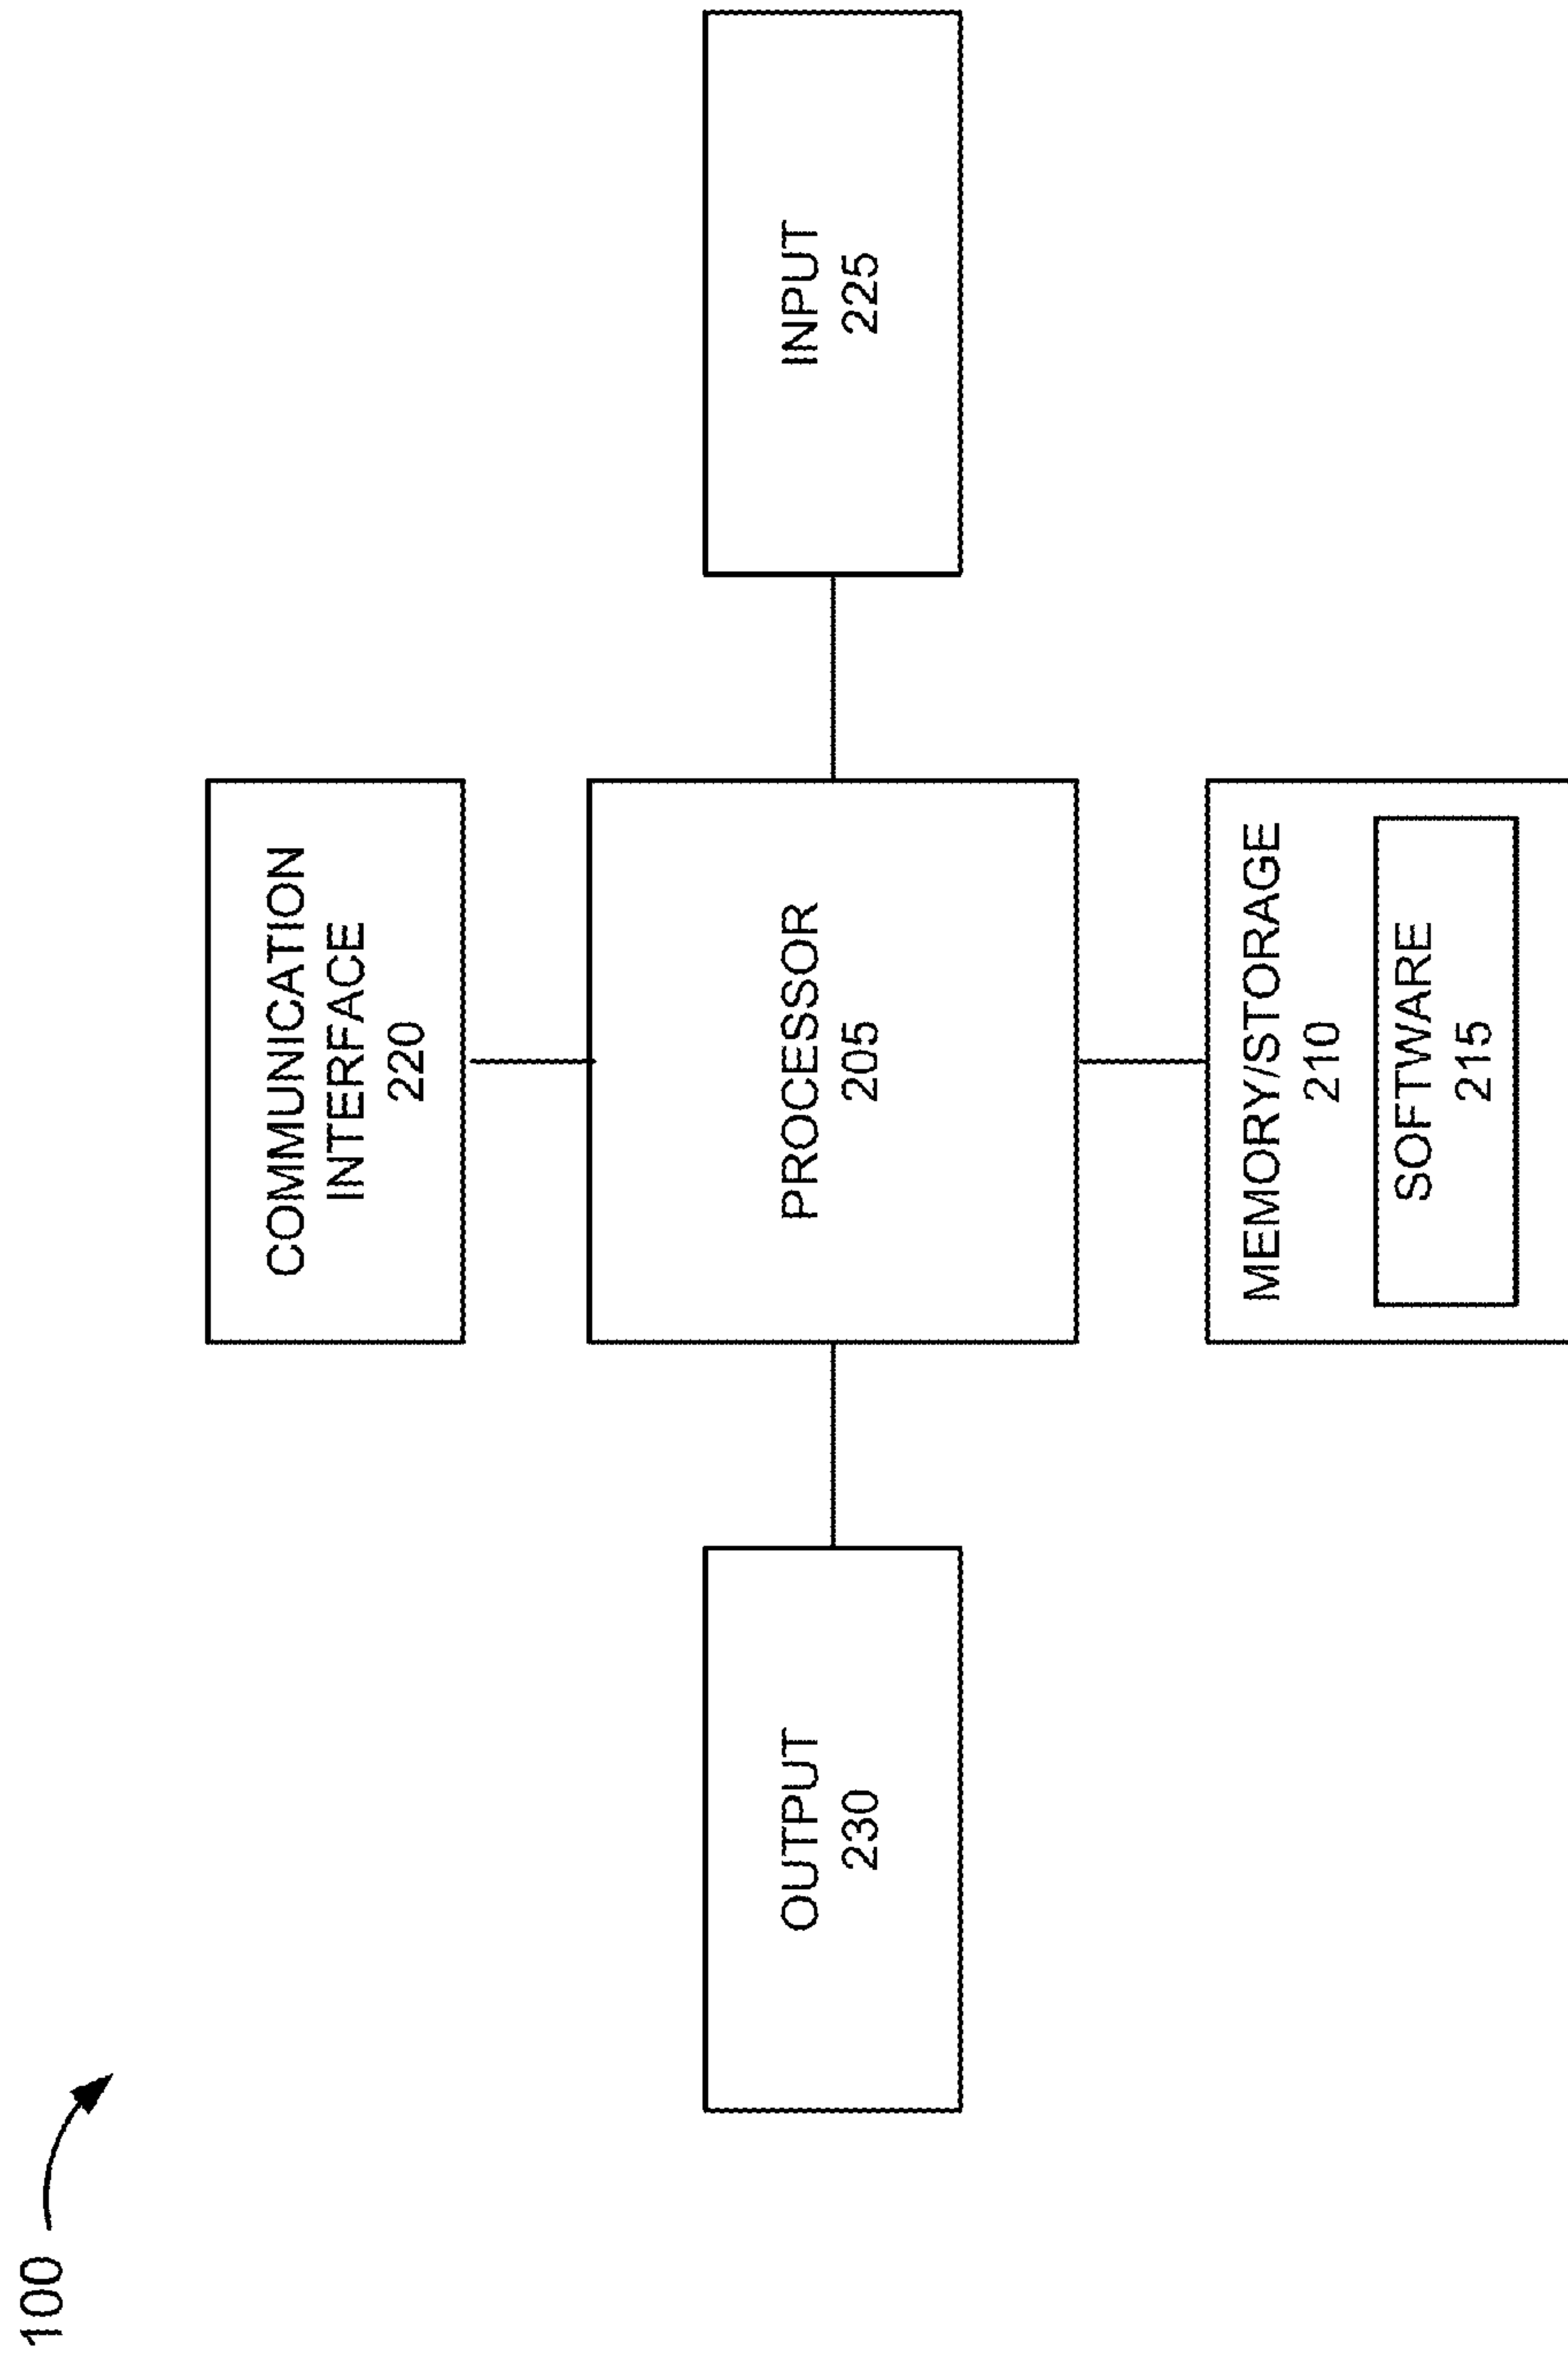 100
COMMUNICATION
INTERFACE
220
OUTPUT
230
PROCESSOR
205
INPUT
225
MEMORY/STORAGE
210
SOFTWARE
215